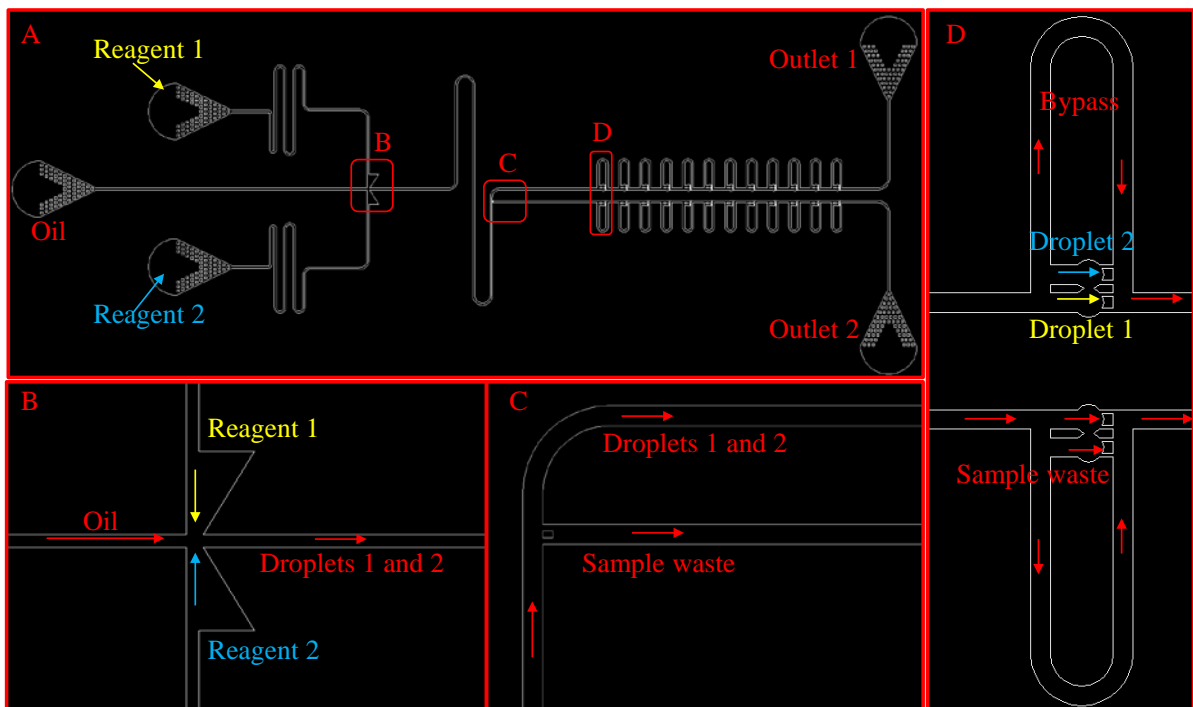 A
Reagent 1
Oil
Reagent 2
B
C
D
Outlet 1
Outlet 2
B
Reagent 1
Oil
Droplets 1 and 2
Reagent 2
C
Droplets 1 and 2
Sample waste
D
Bypass
Droplet 2
Droplet 1
Sample waste